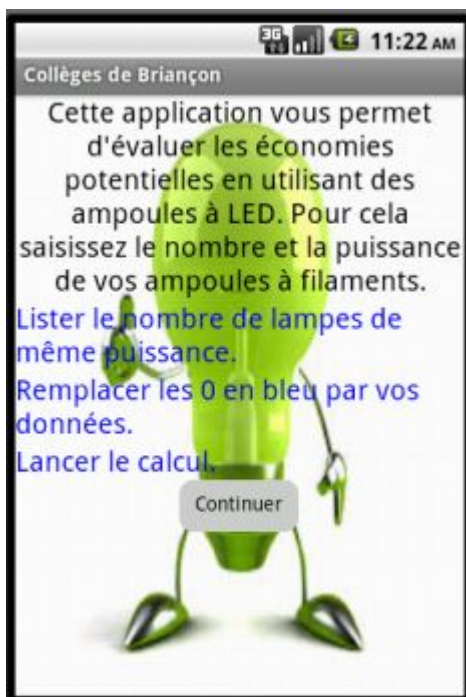 3G
11:22 AM
Collèges de Briançon
Cette application vous permet
d'évaluer les économies
potentielles en utilisant des
ampoules à LED. Pour cela
saisissez le nombre et la puissance
de vos ampoules à filaments.
Lister le nombre de lampes de
même puissance.
Remplacer les 0 en bleu par vos
données.
Lancer le calcul.
Continuer